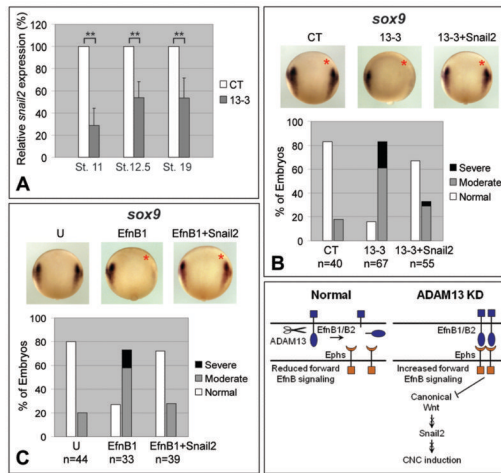 Relative snail2 expression (%)
120
100
80
60
40
20
0
**
**
**
CT
13-3
St. 11
St.12.5
St. 19
A
sox9
CT
13-3
13-3+Snail2
*
*
*
% of Embryos
100
80
60
40
20
0
Severe
Moderate
Normal
CT
13-3
13-3+Snail2
n=40
n=67
n=55
B
sox9
U
EfnB1
EfnB1+Snail2
*
*
% of Embryos
100
80
60
40
20
0
Severe
Moderate
Normal
U
EfnB1
EfnB1+Snail2
n=44
n=33
n=39
C
Normal
ADAM13 KD
EfnB1/B2
ADAM13
EfnB1/B2
Ephs
Ephs
Reduced forward
EfnB signaling
Increased forward
EfnB signaling
Canonical
Wnt
Snail2
CNC induction